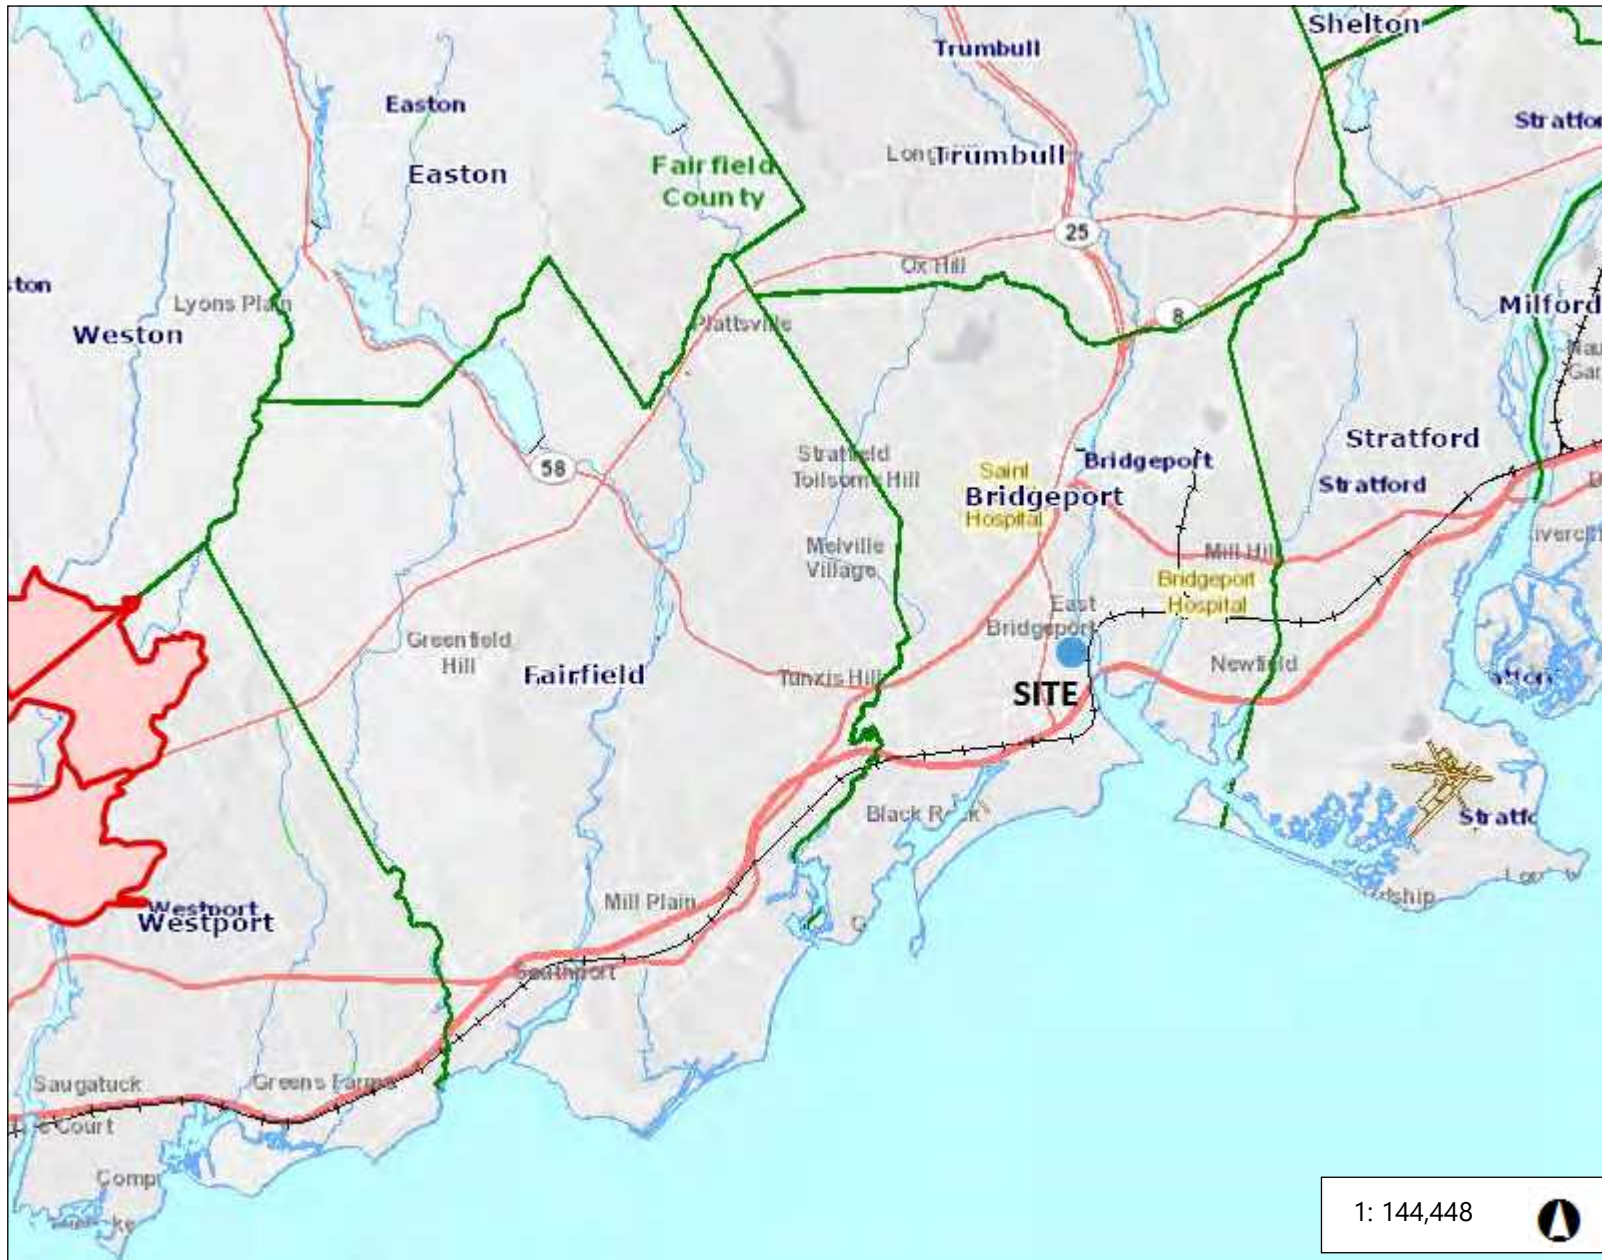 Shelton
Trumbull
Easton
Trumbull
Easton
Fairfield
County
25
Ox Hill
Lyons Plain
Milford
8
Plattsville
Weston
Stratford
Stratfield
Tollsome Hill
58
Bridgeport
Saint
Hospital
Bridgeport
Stratford
Melville
Village
Mill Hill
Bridgeport
Hospital
East
Bridgeport
Greenfield
Hill
Fairfield
Tunxis Hill
Newfield
SITE
Black Rock
Mill Plain
Westport
Westport
Southport
Saugatuck
Greens Farms
Court
1: 144,448